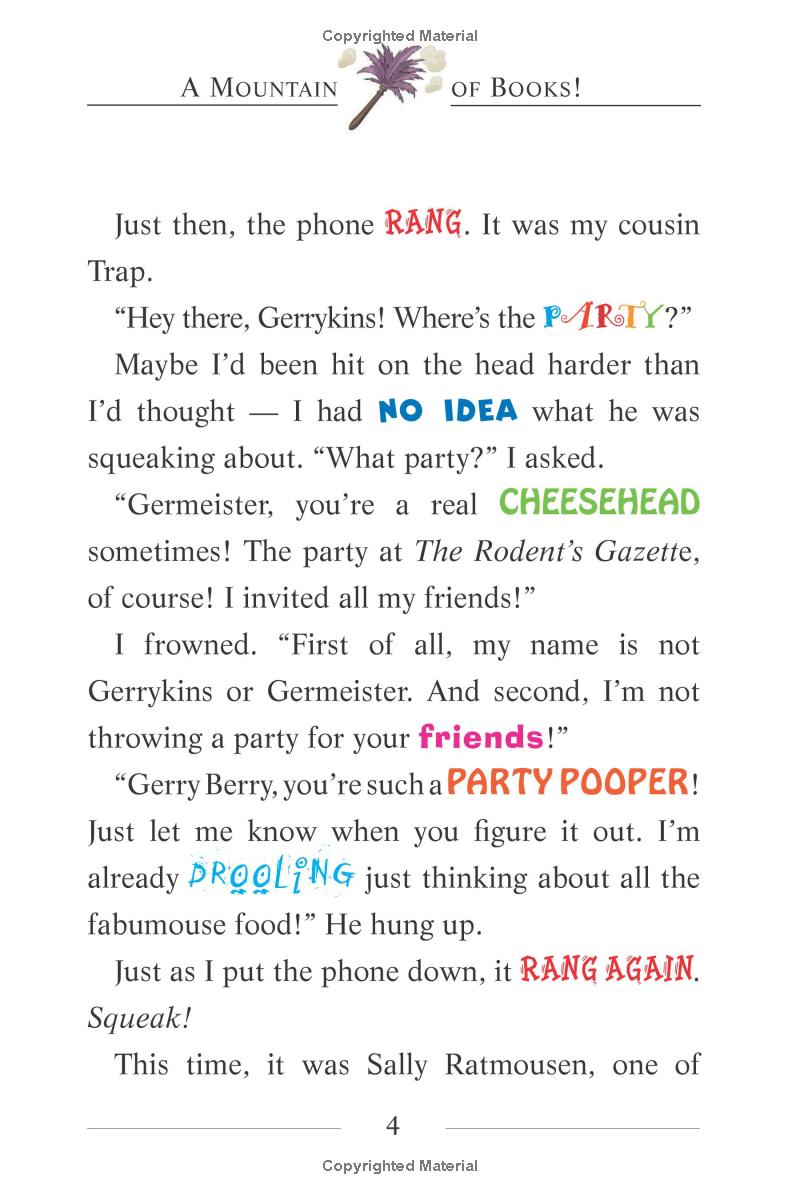 Copyrighted Material
A Mountain of Books!
Just then, the phone RANG. It was my cousin
Trap.
“Hey there, Gerrykins! Where’s the PARTY?”
Maybe I’d been hit on the head harder than
I’d thought — I had NO IDEA what he was
squeaking about. “What party?” I asked.
“Germeister, you’re a real CHEESEHEAD
sometimes! The party at The Rodent’s Gazette,
of course! I invited all my friends!”
I frowned. “First of all, my name is not
Gerrykins or Germeister. And second, I’m not
throwing a party for your friends!”
“Gerry Berry, you’re such a PARTY POOPER!
Just let me know when you figure it out. I’m
already DROOLiNG just thinking about all the
fabumouse food!” He hung up.
Just as I put the phone down, it RANG AGAIN.
Squeak!
This time, it was Sally Ratmousen, one of
4
Copyrighted Material